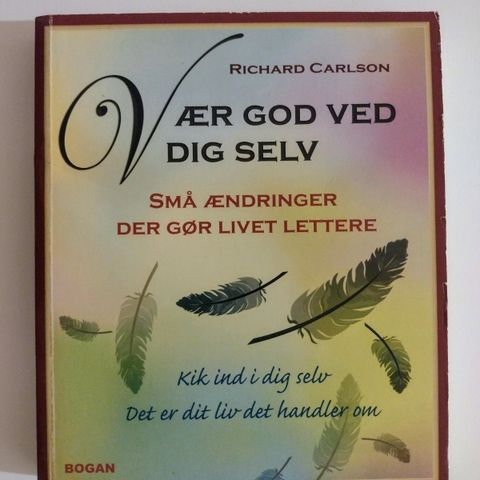 RICHARD CARLSON
VÆR GOD VED
DIG SELV
SMÅ ÆNDRINGER
DER GØR LIVET LETTERE
Kik ind i dig selv
Det er dit liv det handler om
BOGAN